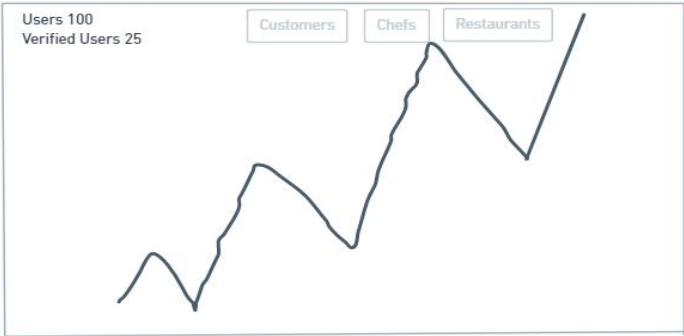 Users 100
Verified Users 25
Customers
Chefs
Restaurants